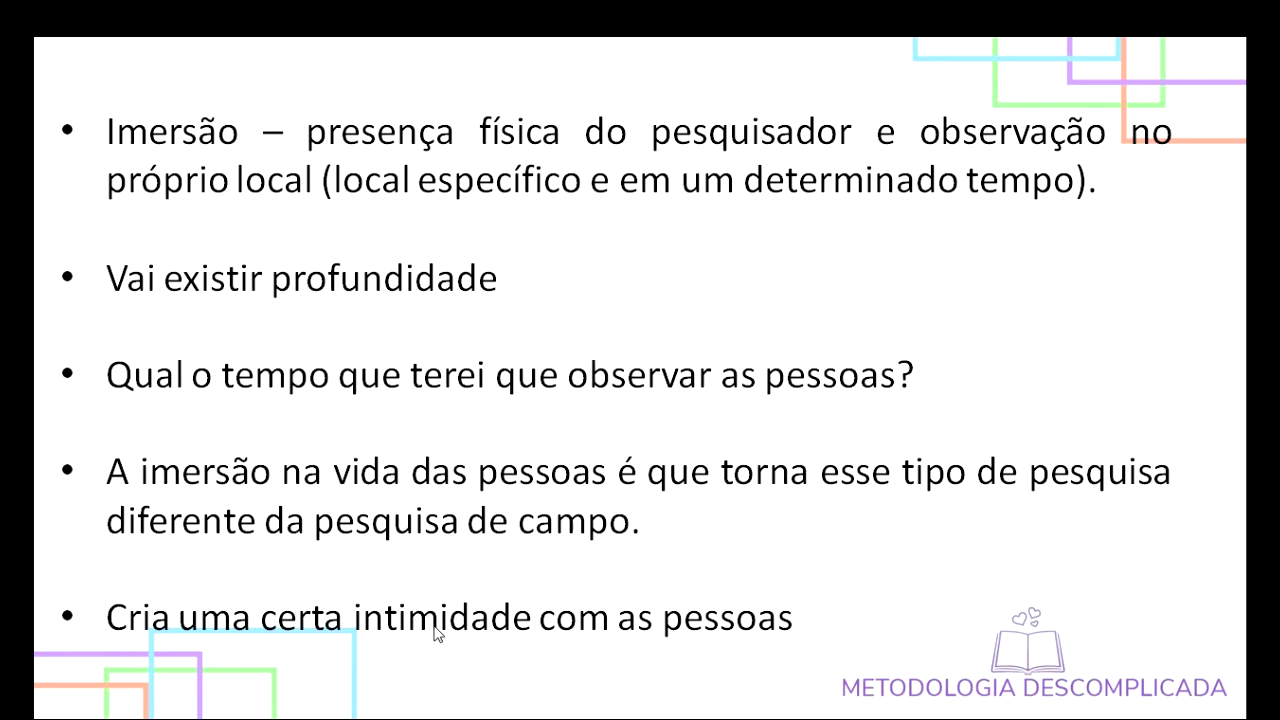 • Imersão – presença física do pesquisador e observação no
próprio local (local específico e em um determinado tempo).
• Vai existir profundidade
• Qual o tempo que terei que observar as pessoas?
• A imersão na vida das pessoas é que torna esse tipo de pesquisa
diferente da pesquisa de campo.
• Cria uma certa intimidade com as pessoas
METODOLOGIA DESCOMPLICADA